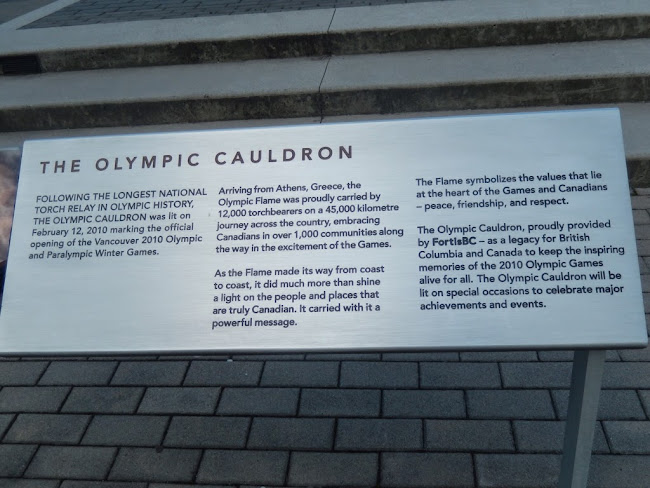 THE OLYMPIC CAULDRON
FOLLOWING THE LONGEST NATIONAL
TORCH RELAY IN OLYMPIC HISTORY,
THE OLYMPIC CAULDRON was lit on
February 12, 2010 marking the official
opening of the Vancouver 2010 Olympic
and Paralympic Winter Games.
Arriving from Athens, Greece, the
Olympic Flame was proudly carried by
12,000 torchbearers on a 45,000 kilometre
journey across the country, embracing
Canadians in over 1,000 communities along
the way in the excitement of the Games.
As the Flame made its way from coast
to coast, it did much more than shine
a light on the people and places that
are truly Canadian. It carried with it a
powerful message.
The Flame symbolizes the values that lie
at the heart of the Games and Canadians
– peace, friendship, and respect.
The Olympic Cauldron, proudly provided
by FortisBC – as a legacy for British
Columbia and Canada to keep the inspiring
memories of the 2010 Olympic Games
alive for all. The Olympic Cauldron will be
lit on special occasions to celebrate major
achievements and events.